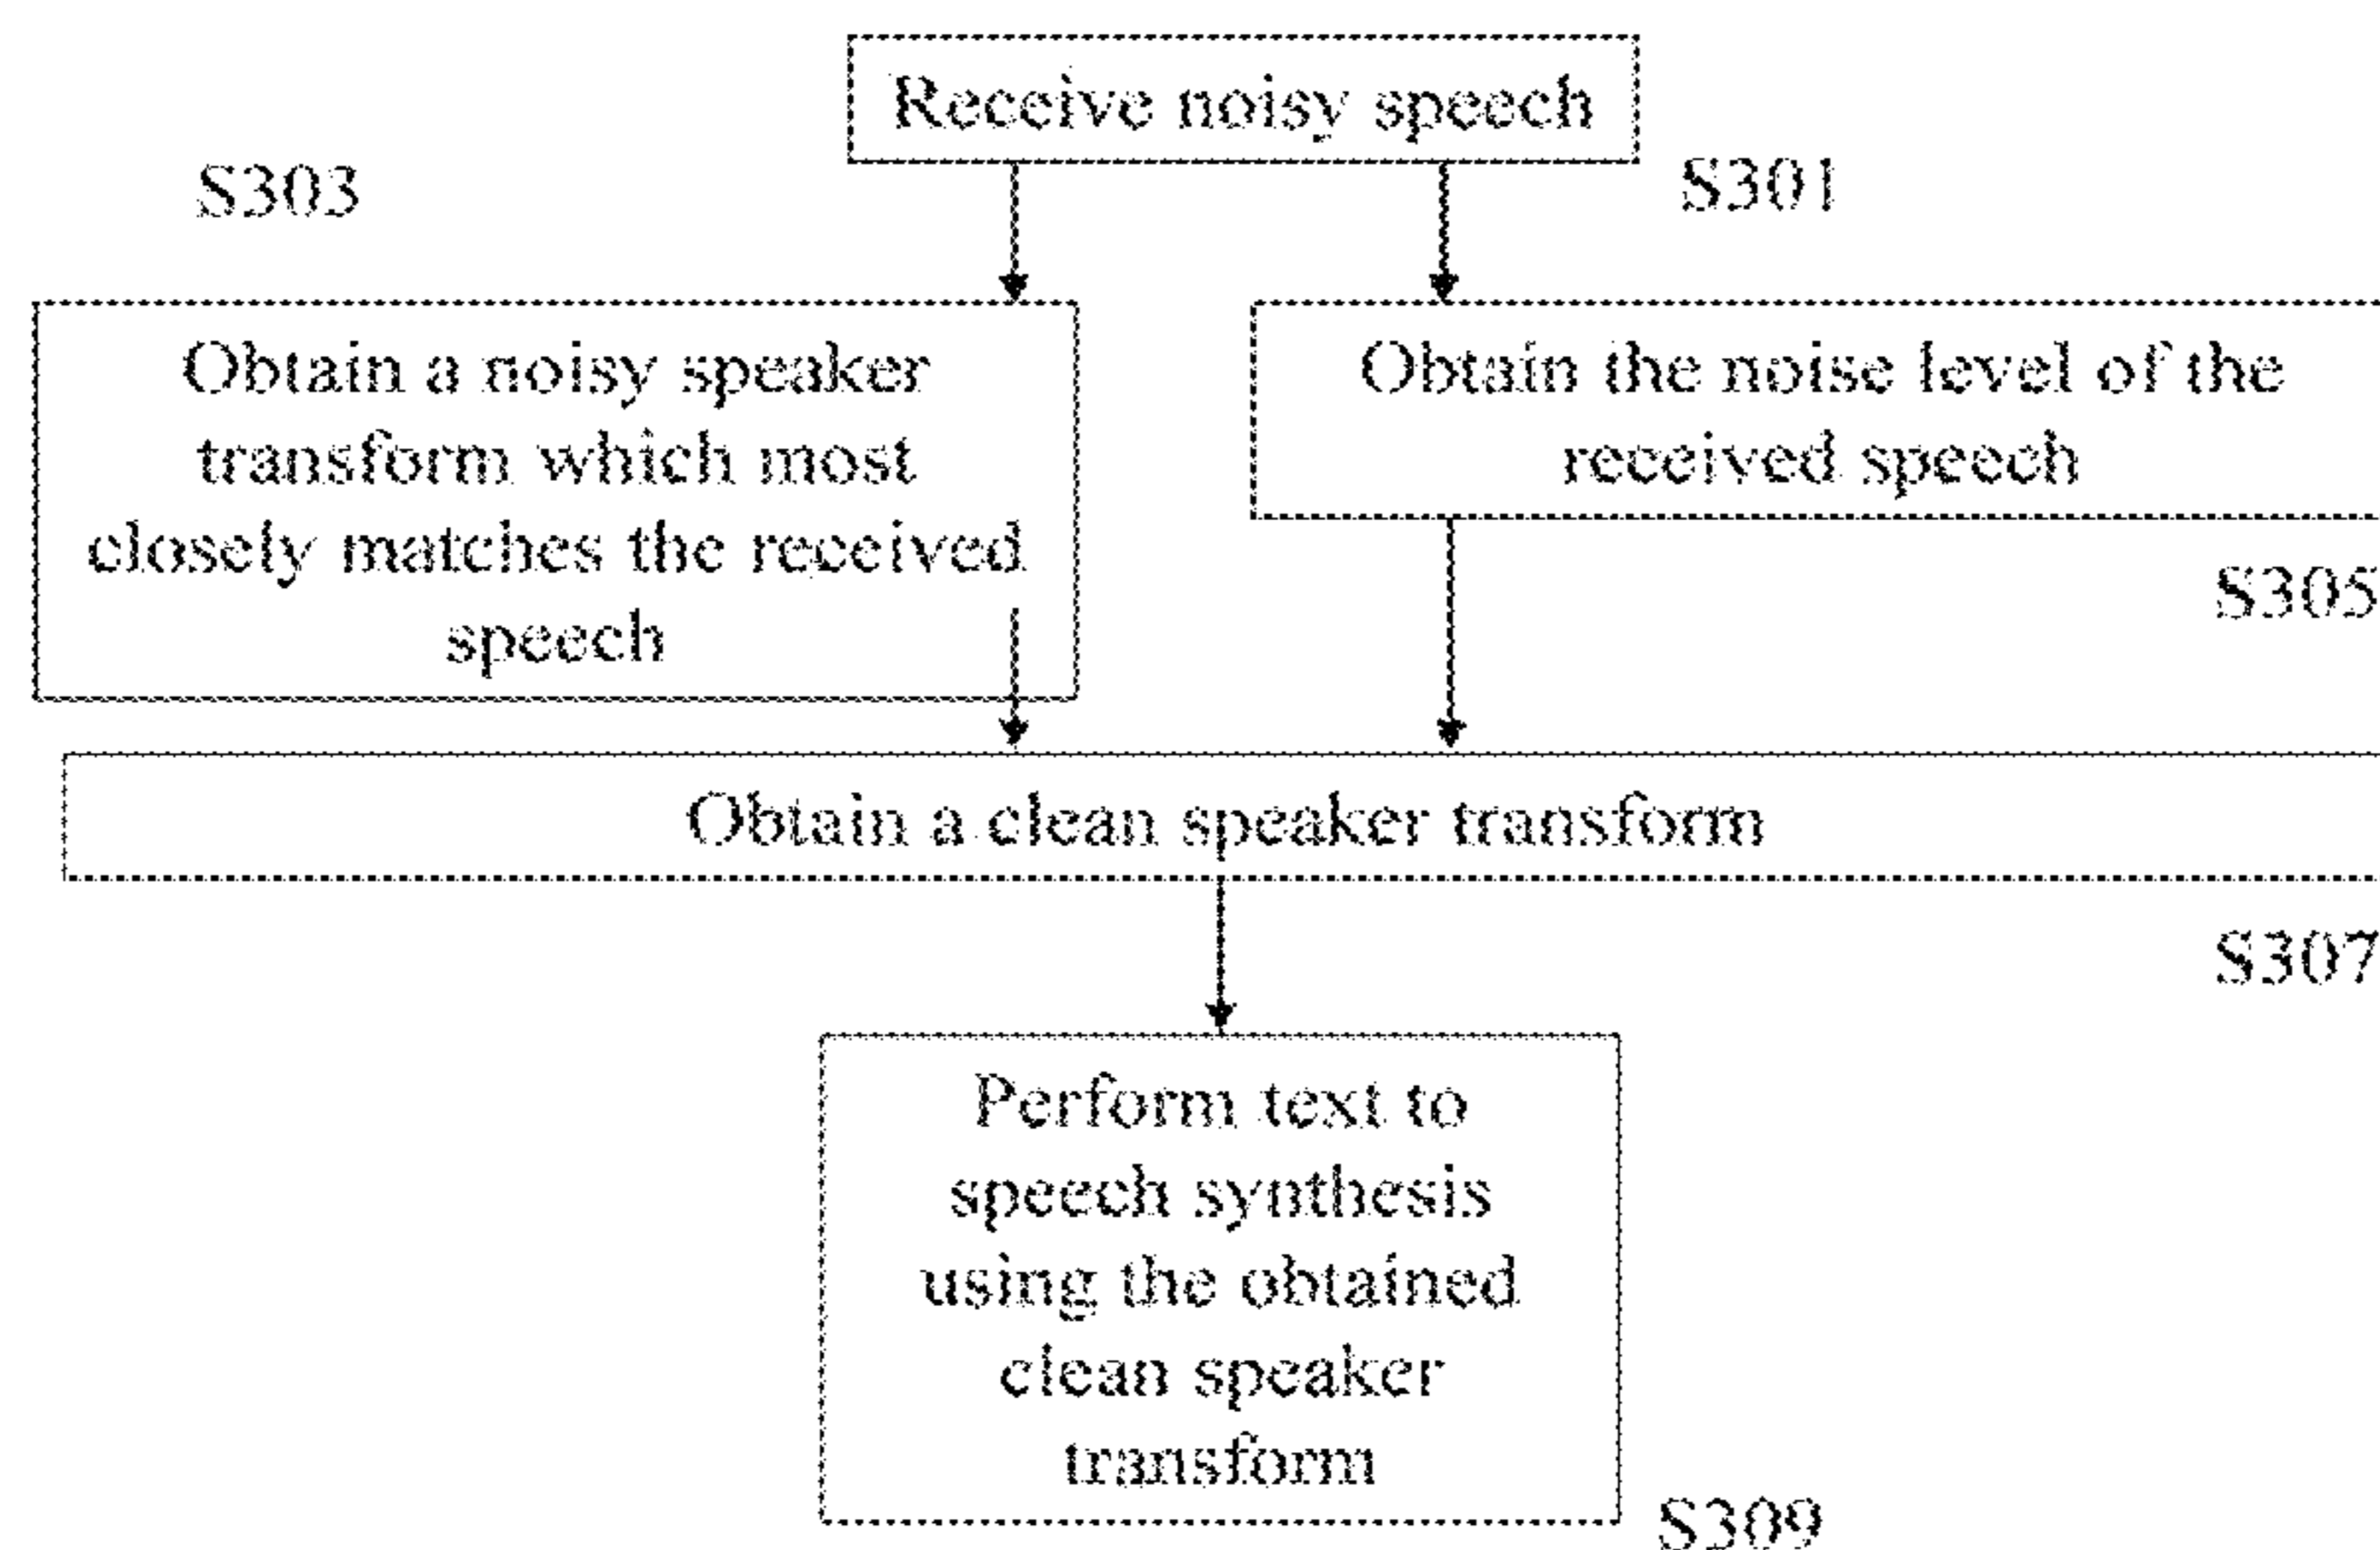 Receive noisy speech
S303
S301
Obtain a noisy speaker
transform which most
closely matches the received
speech
Obtain the noise level of the
received speech
S305
Obtain a clean speaker transform
S307
Perform text to
speech synthesis
using the obtained
clean speaker
transform
S309